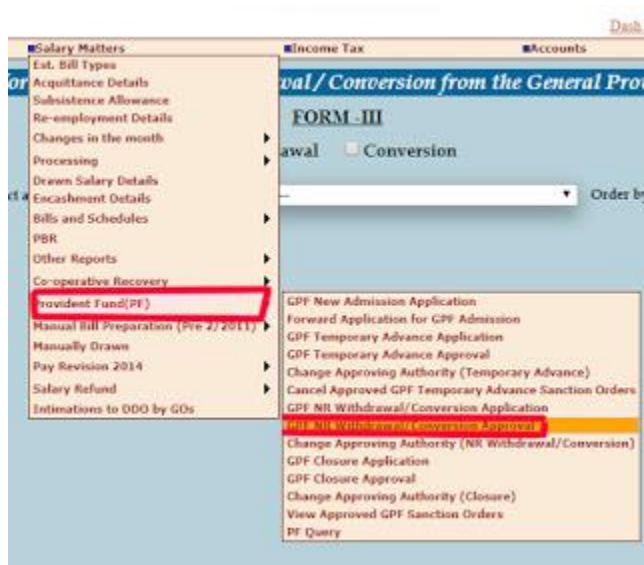 Dash
Salary Matters Income Tax Accounts
Est. Bill Types
Acquittance Details
Subsistence Allowance
Re-employment Details
Changes in the month
Processing
Drawn Salary Details
Encashment Details
Bills and Schedules
PBR
Other Reports
Co-operative Recovery
Provident Fund(PF)
Manual Bill Preparation (Pre 2/2011)
Manually Drawn
Pay Revision 2014
Salary Refund
Intimations to DDO by GOs
for
wal / Conversion from the General Prov
FORM -III
awal Conversion
Order by
GPF New Admission Application
Forward Application for GPF Admission
GPF Temporary Advance Application
GPF Temporary Advance Approval
Change Approving Authority (Temporary Advance)
Cancel Approved GPF Temporary Advance Sanction Orders
GPF NR Withdrawal/Conversion Application
GPF NR Withdrawal/Conversion Approval
Change Approving Authority (NR Withdrawal/Conversion)
GPF Closure Application
GPF Closure Approval
Change Approving Authority (Closure)
View Approved GPF Sanction Orders
PF Query